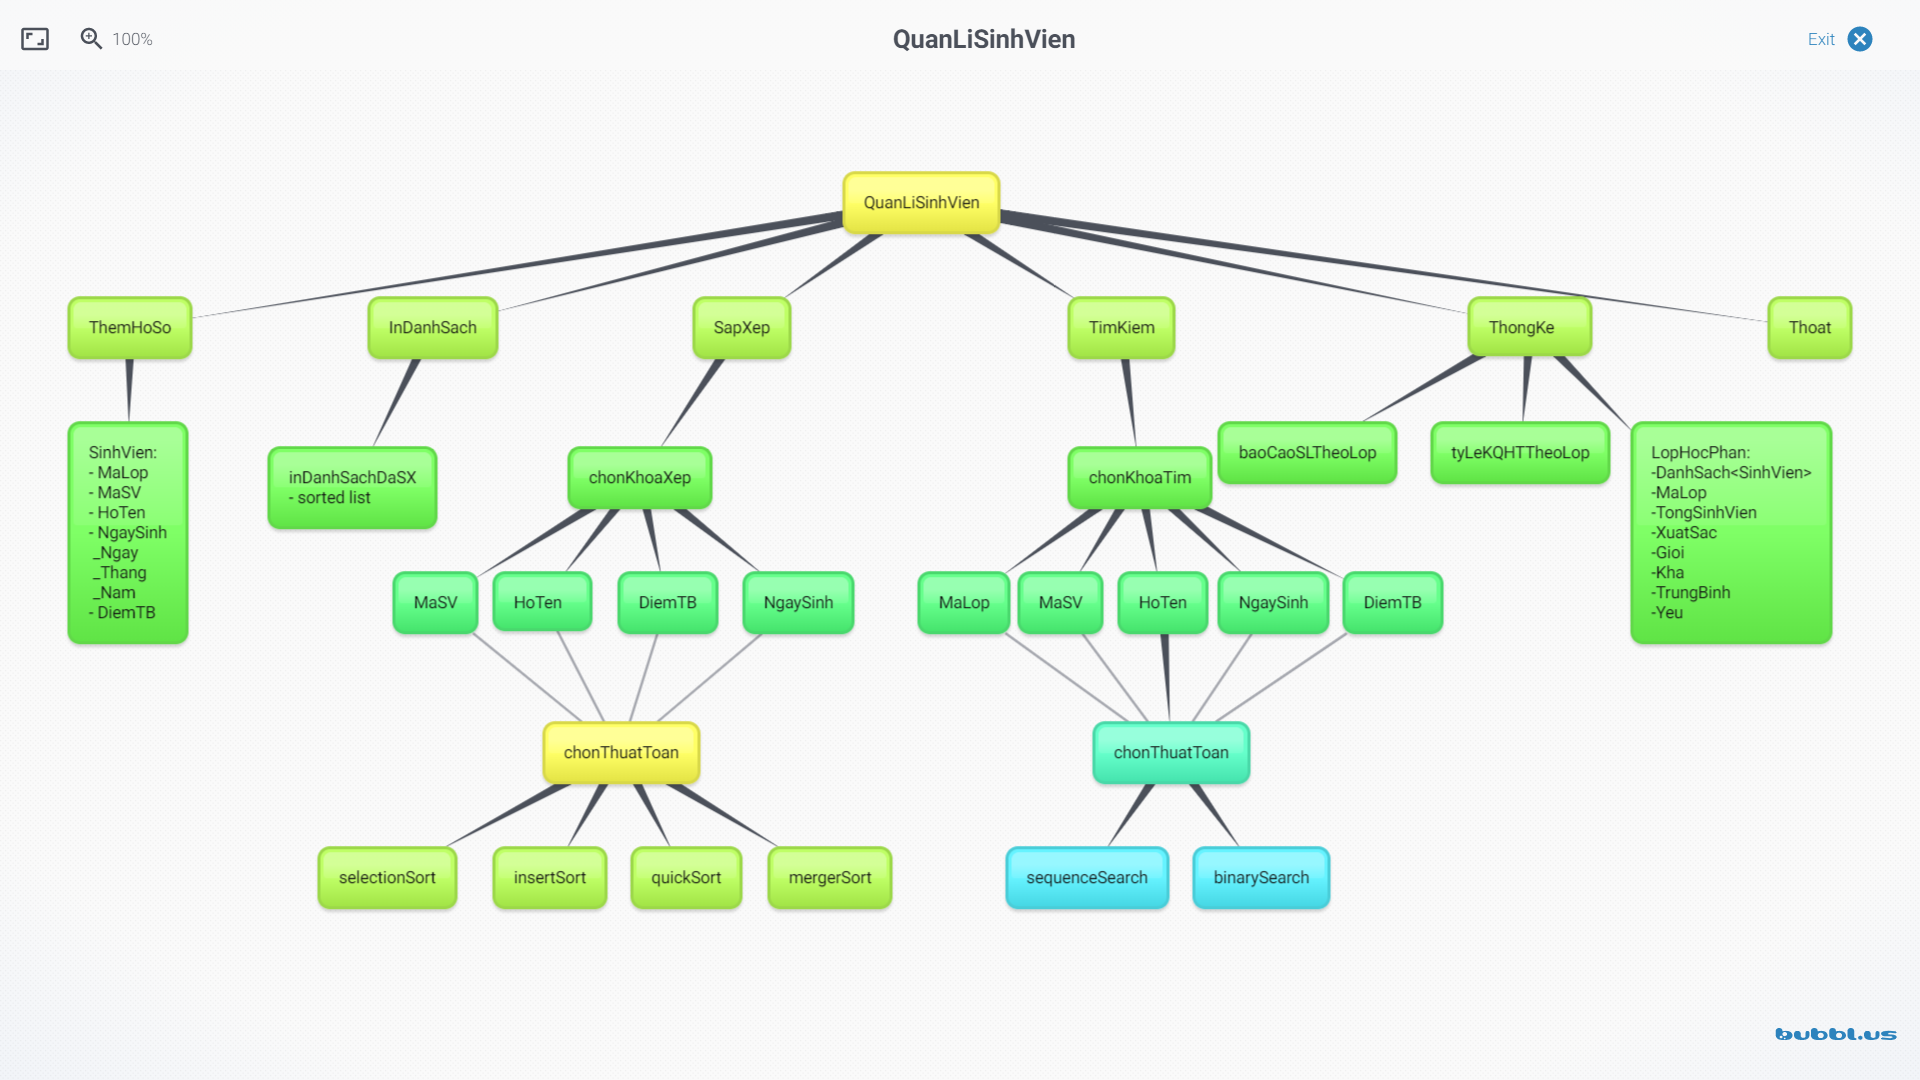 100%
QuanLiSinhVien
Exit
QuanLiSinhVien
ThemHoSo
InDanhSach
SapXep
TimKiem
ThongKe
Thoat
SinhVien:
- MaLop
- MaSV
- HoTen
- NgaySinh
_Ngay
_Thang
_Nam
- DiemTB
inDanhSachDaSX
- sorted list
chonKhoaXep
chonKhoaTim
baoCaoSLTheoLop
tyLeKQHTTheoLop
LopHocPhan:
-DanhSach<SinhVien>
-MaLop
-TongSinhVien
-XuatSac
-Gioi
-Kha
-TrungBinh
-Yeu
MaSV
HoTen
DiemTB
NgaySinh
MaLop
MaSV
HoTen
NgaySinh
DiemTB
chonThuatToan
chonThuatToan
selectionSort
insertSort
quickSort
mergerSort
sequenceSearch
binarySearch
bubbl.us